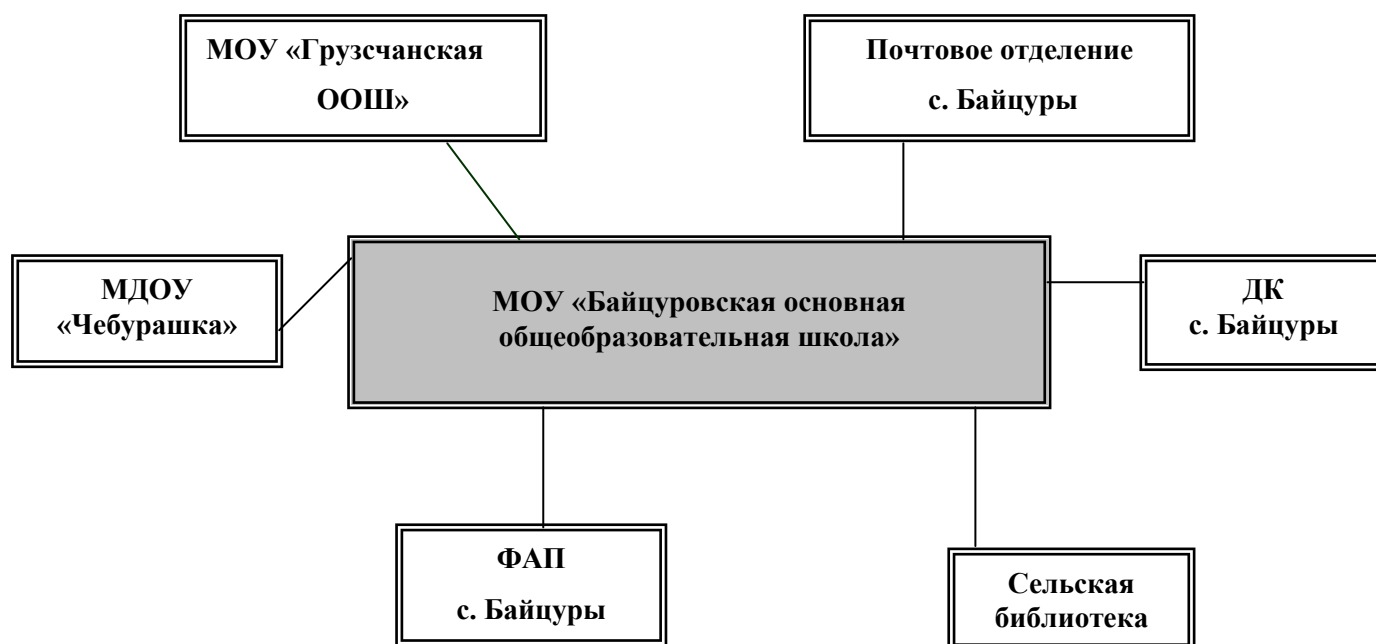 МОУ «Грузсчанская
ООШ»
Почтовое отделение
с. Байцуры
МДОУ
«Чебурашка»
МОУ «Байцуровская основная
общеобразовательная школа»
ДК
с. Байцуры
ФАП
с. Байцуры
Сельская
библиотека